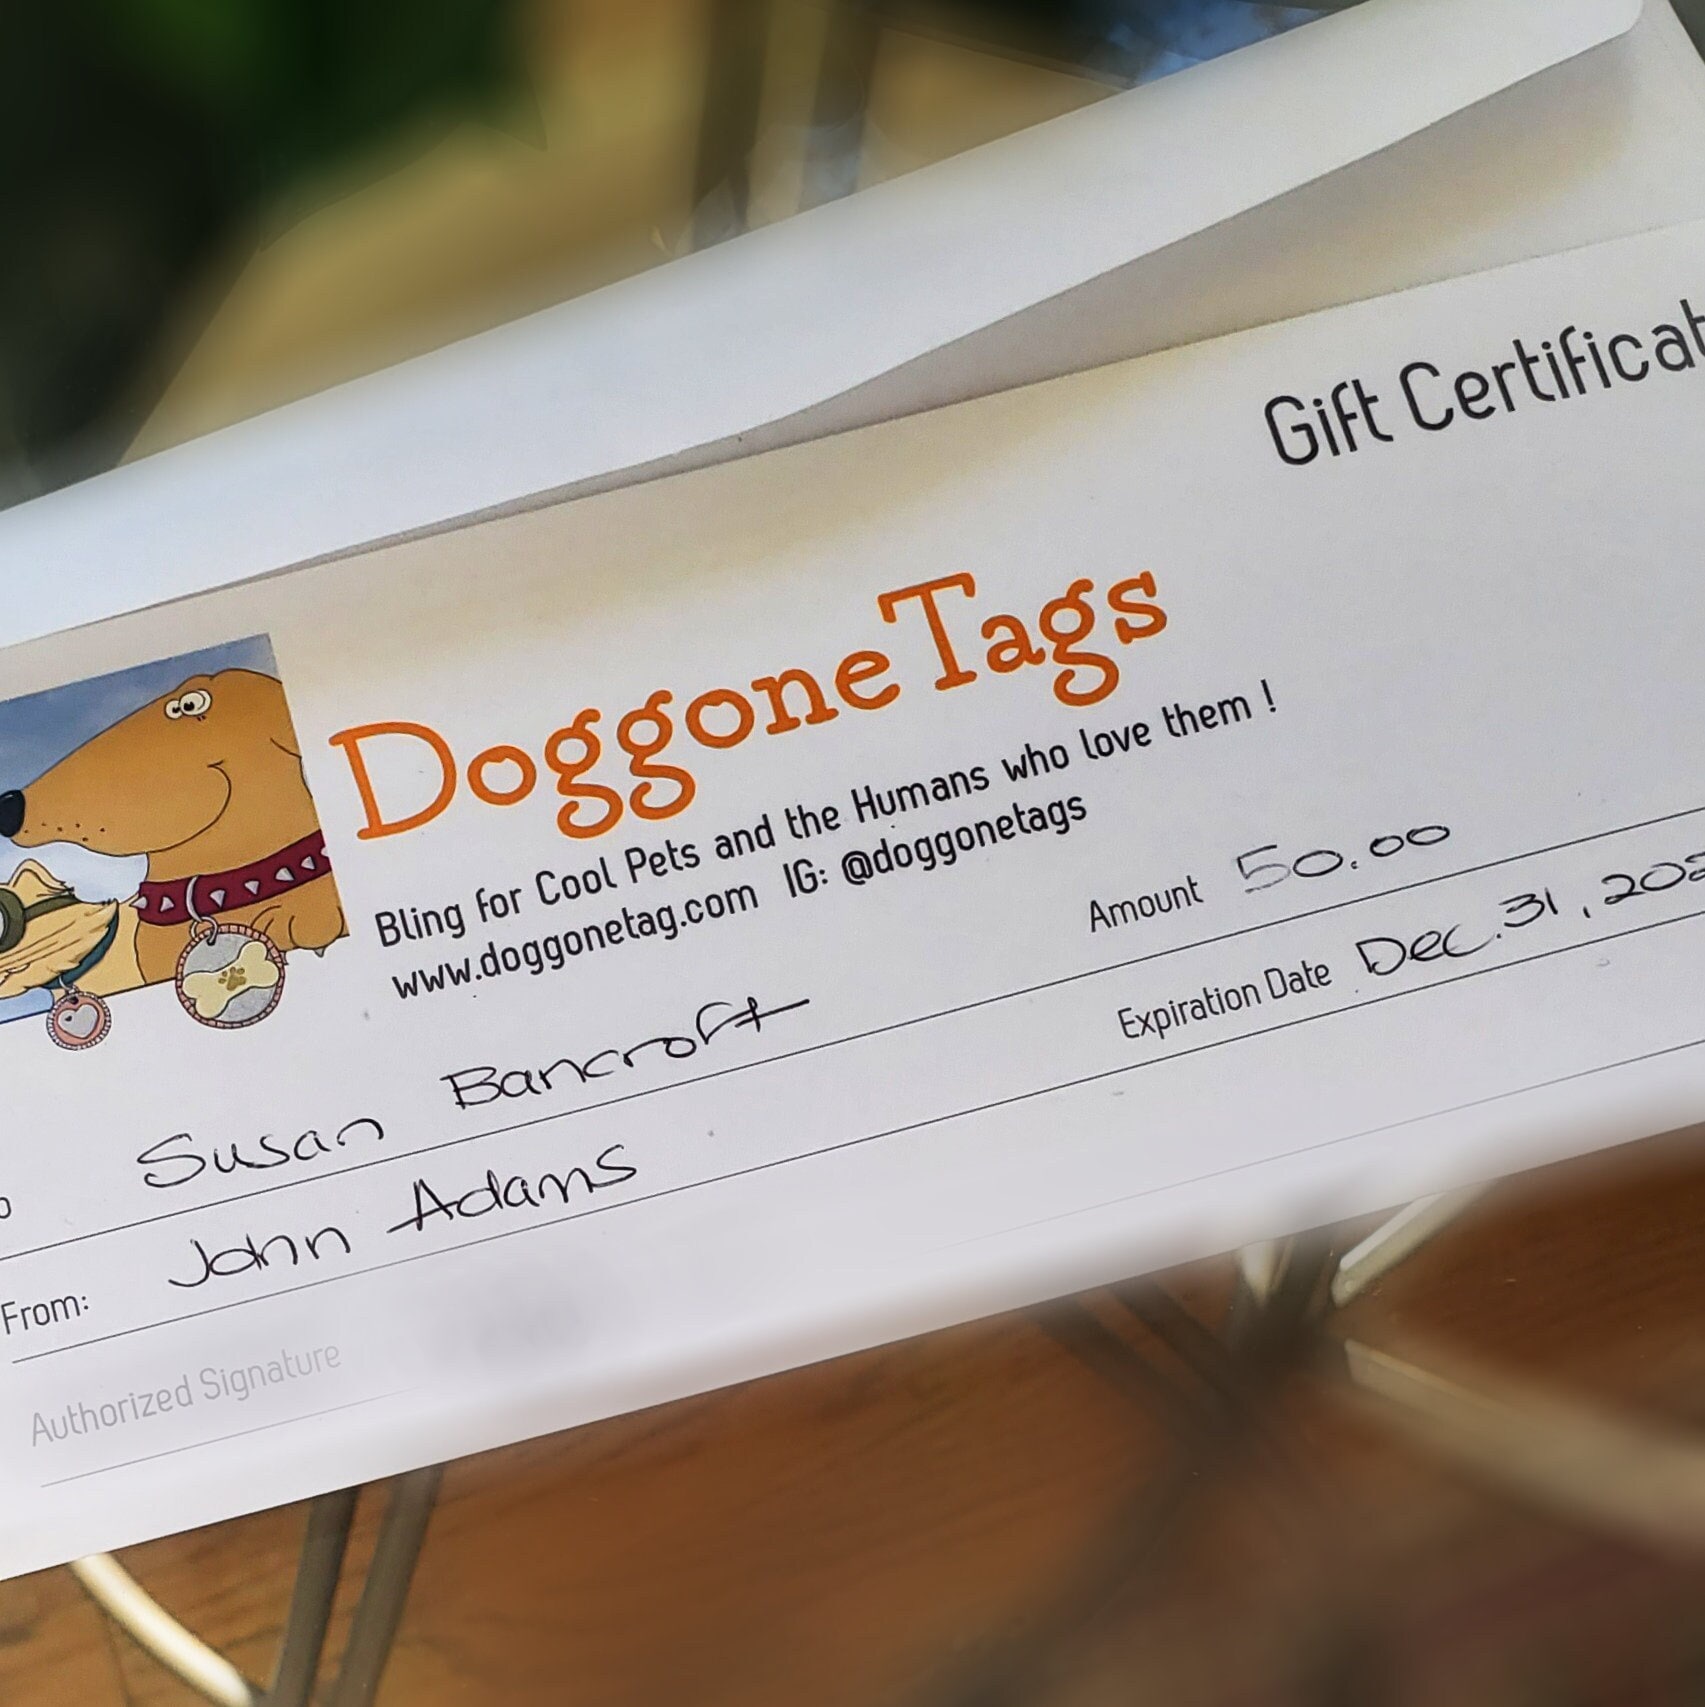 Gift Certificat
DoggoneTags
Bling for Cool Pets and the Humans who love them !
www.doggonetag.com IG: @doggonetags
Amount 50.00
Susan Bancroft
Expiration Date Dec. 31, 202
From: John Adams
Authorized Signature